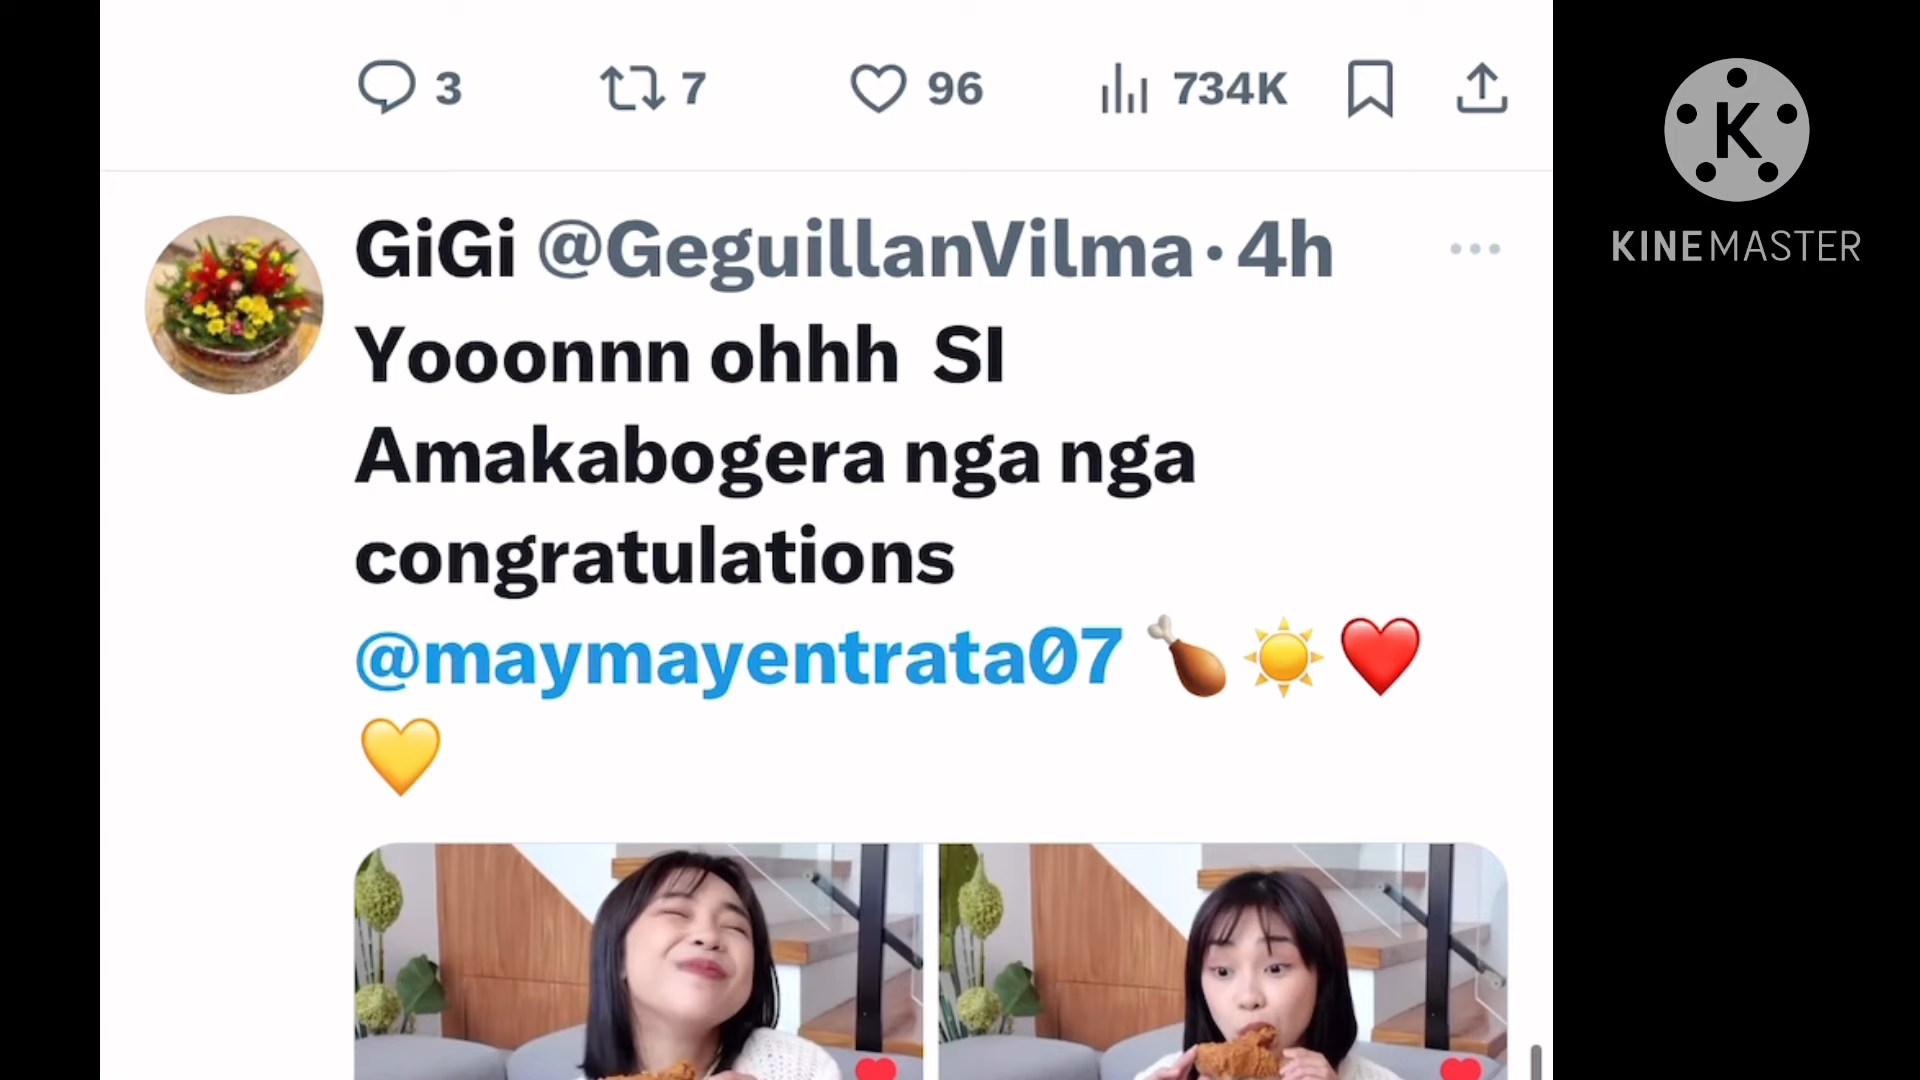 3 7 96 734K
K
KINEMASTER
GiGi @GeguillanVilma · 4h
Yooonnn ohhh SI
Amakabogera nga nga
congratulations
@maymayentrata07 🍗☀️❤️
💛